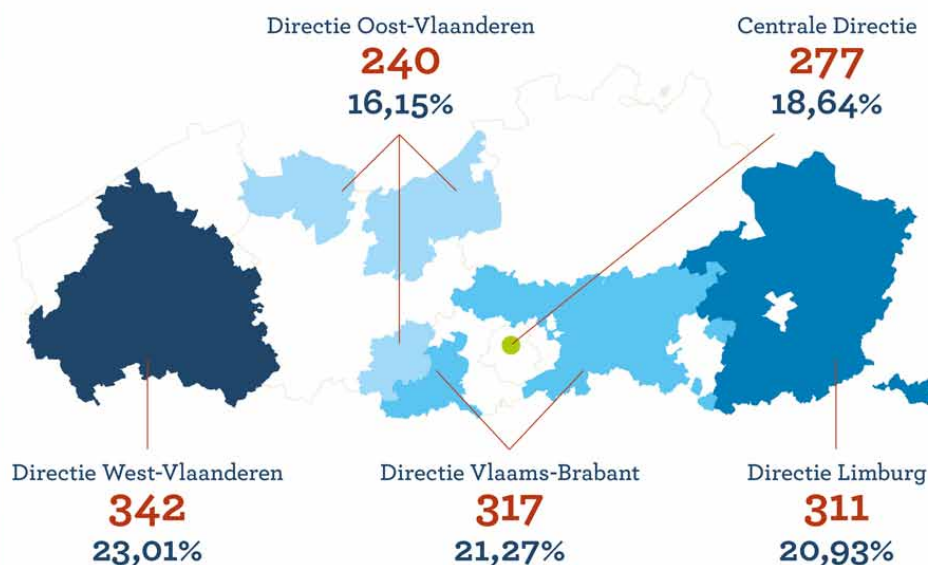 Directie Oost-Vlaanderen
240
16,15%
Centrale Directie
277
18,64%
Directie West-Vlaanderen
342
23,01%
Directie Vlaams-Brabant
317
21,27%
Directie Limburg
311
20,93%